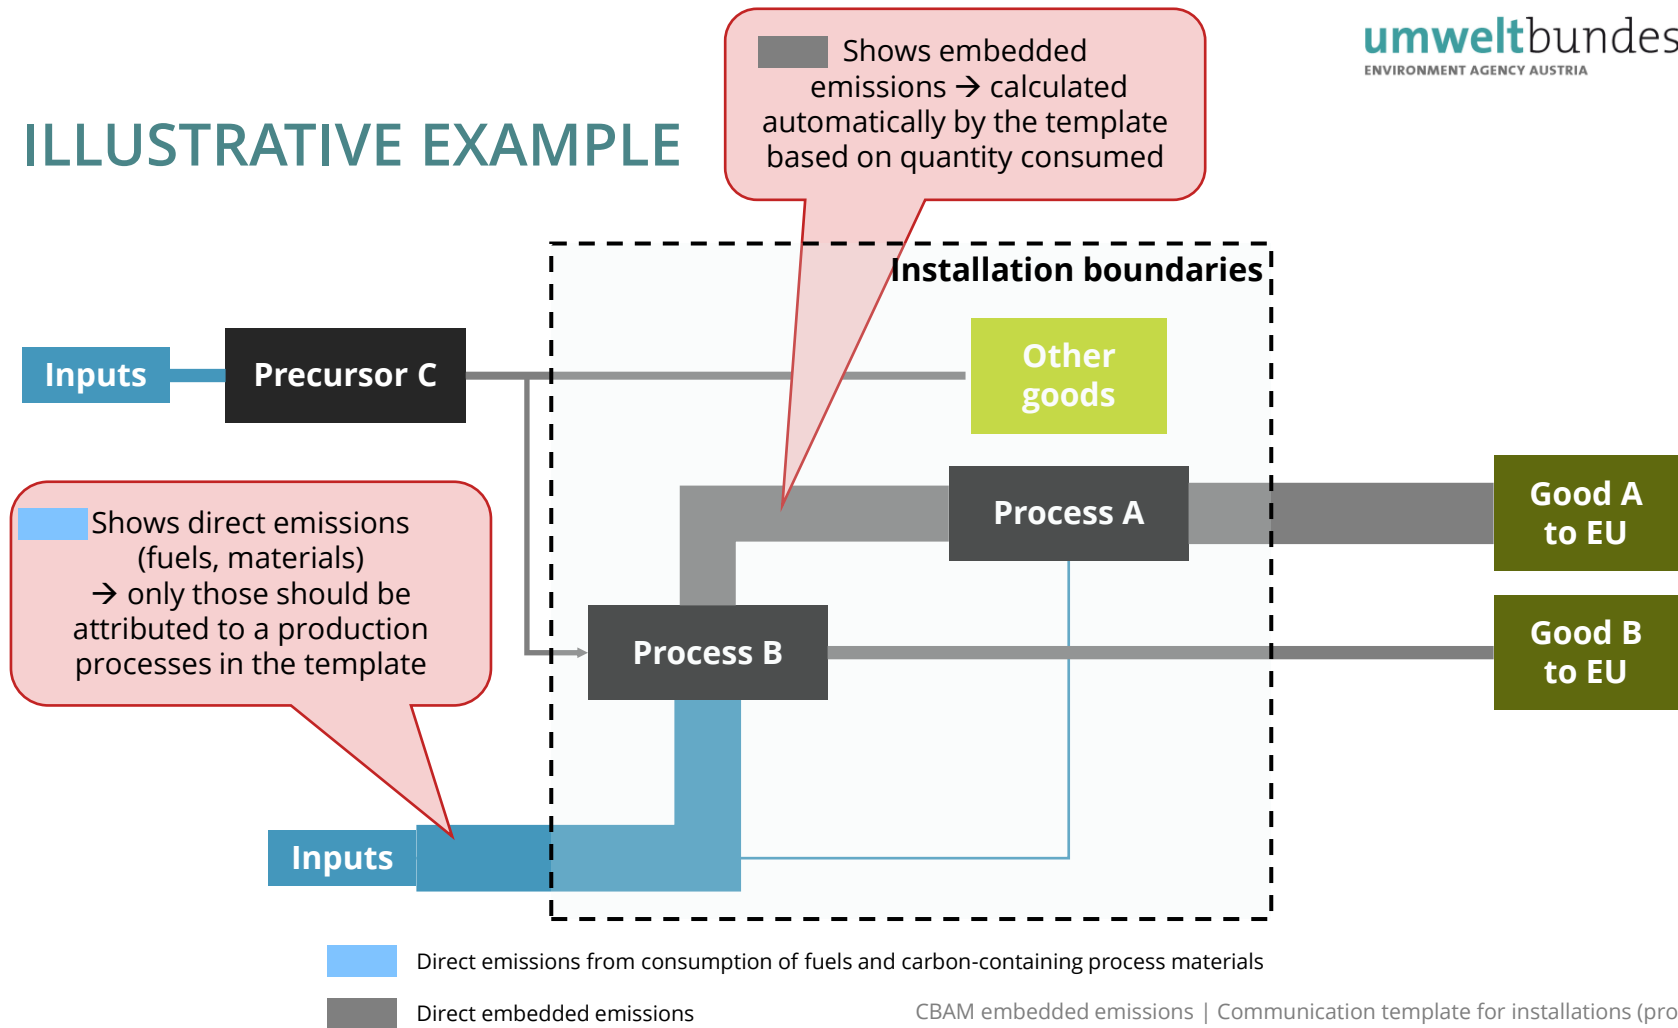 umweltbundes
ENVIRONMENT AGENCY AUSTRIA
ILLUSTRATIVE EXAMPLE
Shows embedded
emissions → calculated
automatically by the template
based on quantity consumed
Installation boundaries
Inputs
Precursor C
Other
goods
Shows direct emissions
(fuels, materials)
→ only those should be
attributed to a production
processes in the template
Process A
Good A
to EU
Process B
Good B
to EU
Inputs
Direct emissions from consumption of fuels and carbon-containing process materials
Direct embedded emissions
CBAM embedded emissions | Communication template for installations (pro